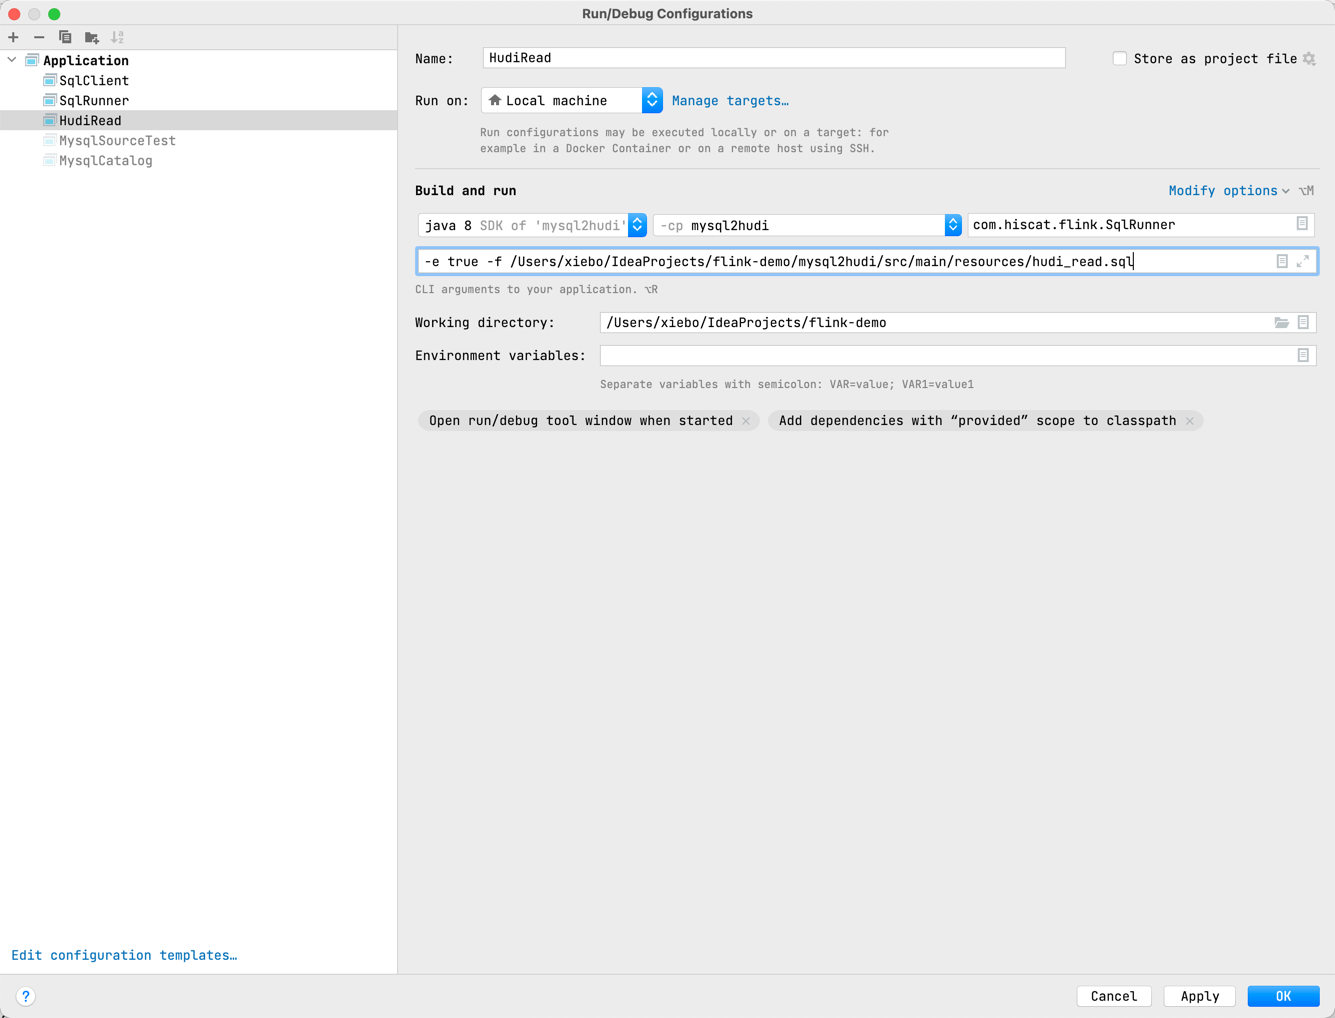 Run/Debug Configurations
Application
SqlClient
SqlRunner
HudiRead
MysqlSourceTest
MysqlCatalog
Edit configuration templates…
Name: HudiRead Store as project file
Run on: Local machine Manage targets…
Run configurations may be executed locally or on a target: for
example in a Docker Container or on a remote host using SSH.
Build and run Modify options ⌥M
java 8 SDK of 'mysql2hudi' -cp mysql2hudi com.hiscat.flink.SqlRunner
-e true -f /Users/xiebo/IdeaProjects/flink-demo/mysql2hudi/src/main/resources/hudi_read.sql
CLI arguments to your application. ⌥R
Working directory: /Users/xiebo/IdeaProjects/flink-demo
Environment variables:
Separate variables with semicolon: VAR=value; VAR1=value1
Open run/debug tool window when started × Add dependencies with “provided” scope to classpath ×
? Cancel Apply OK